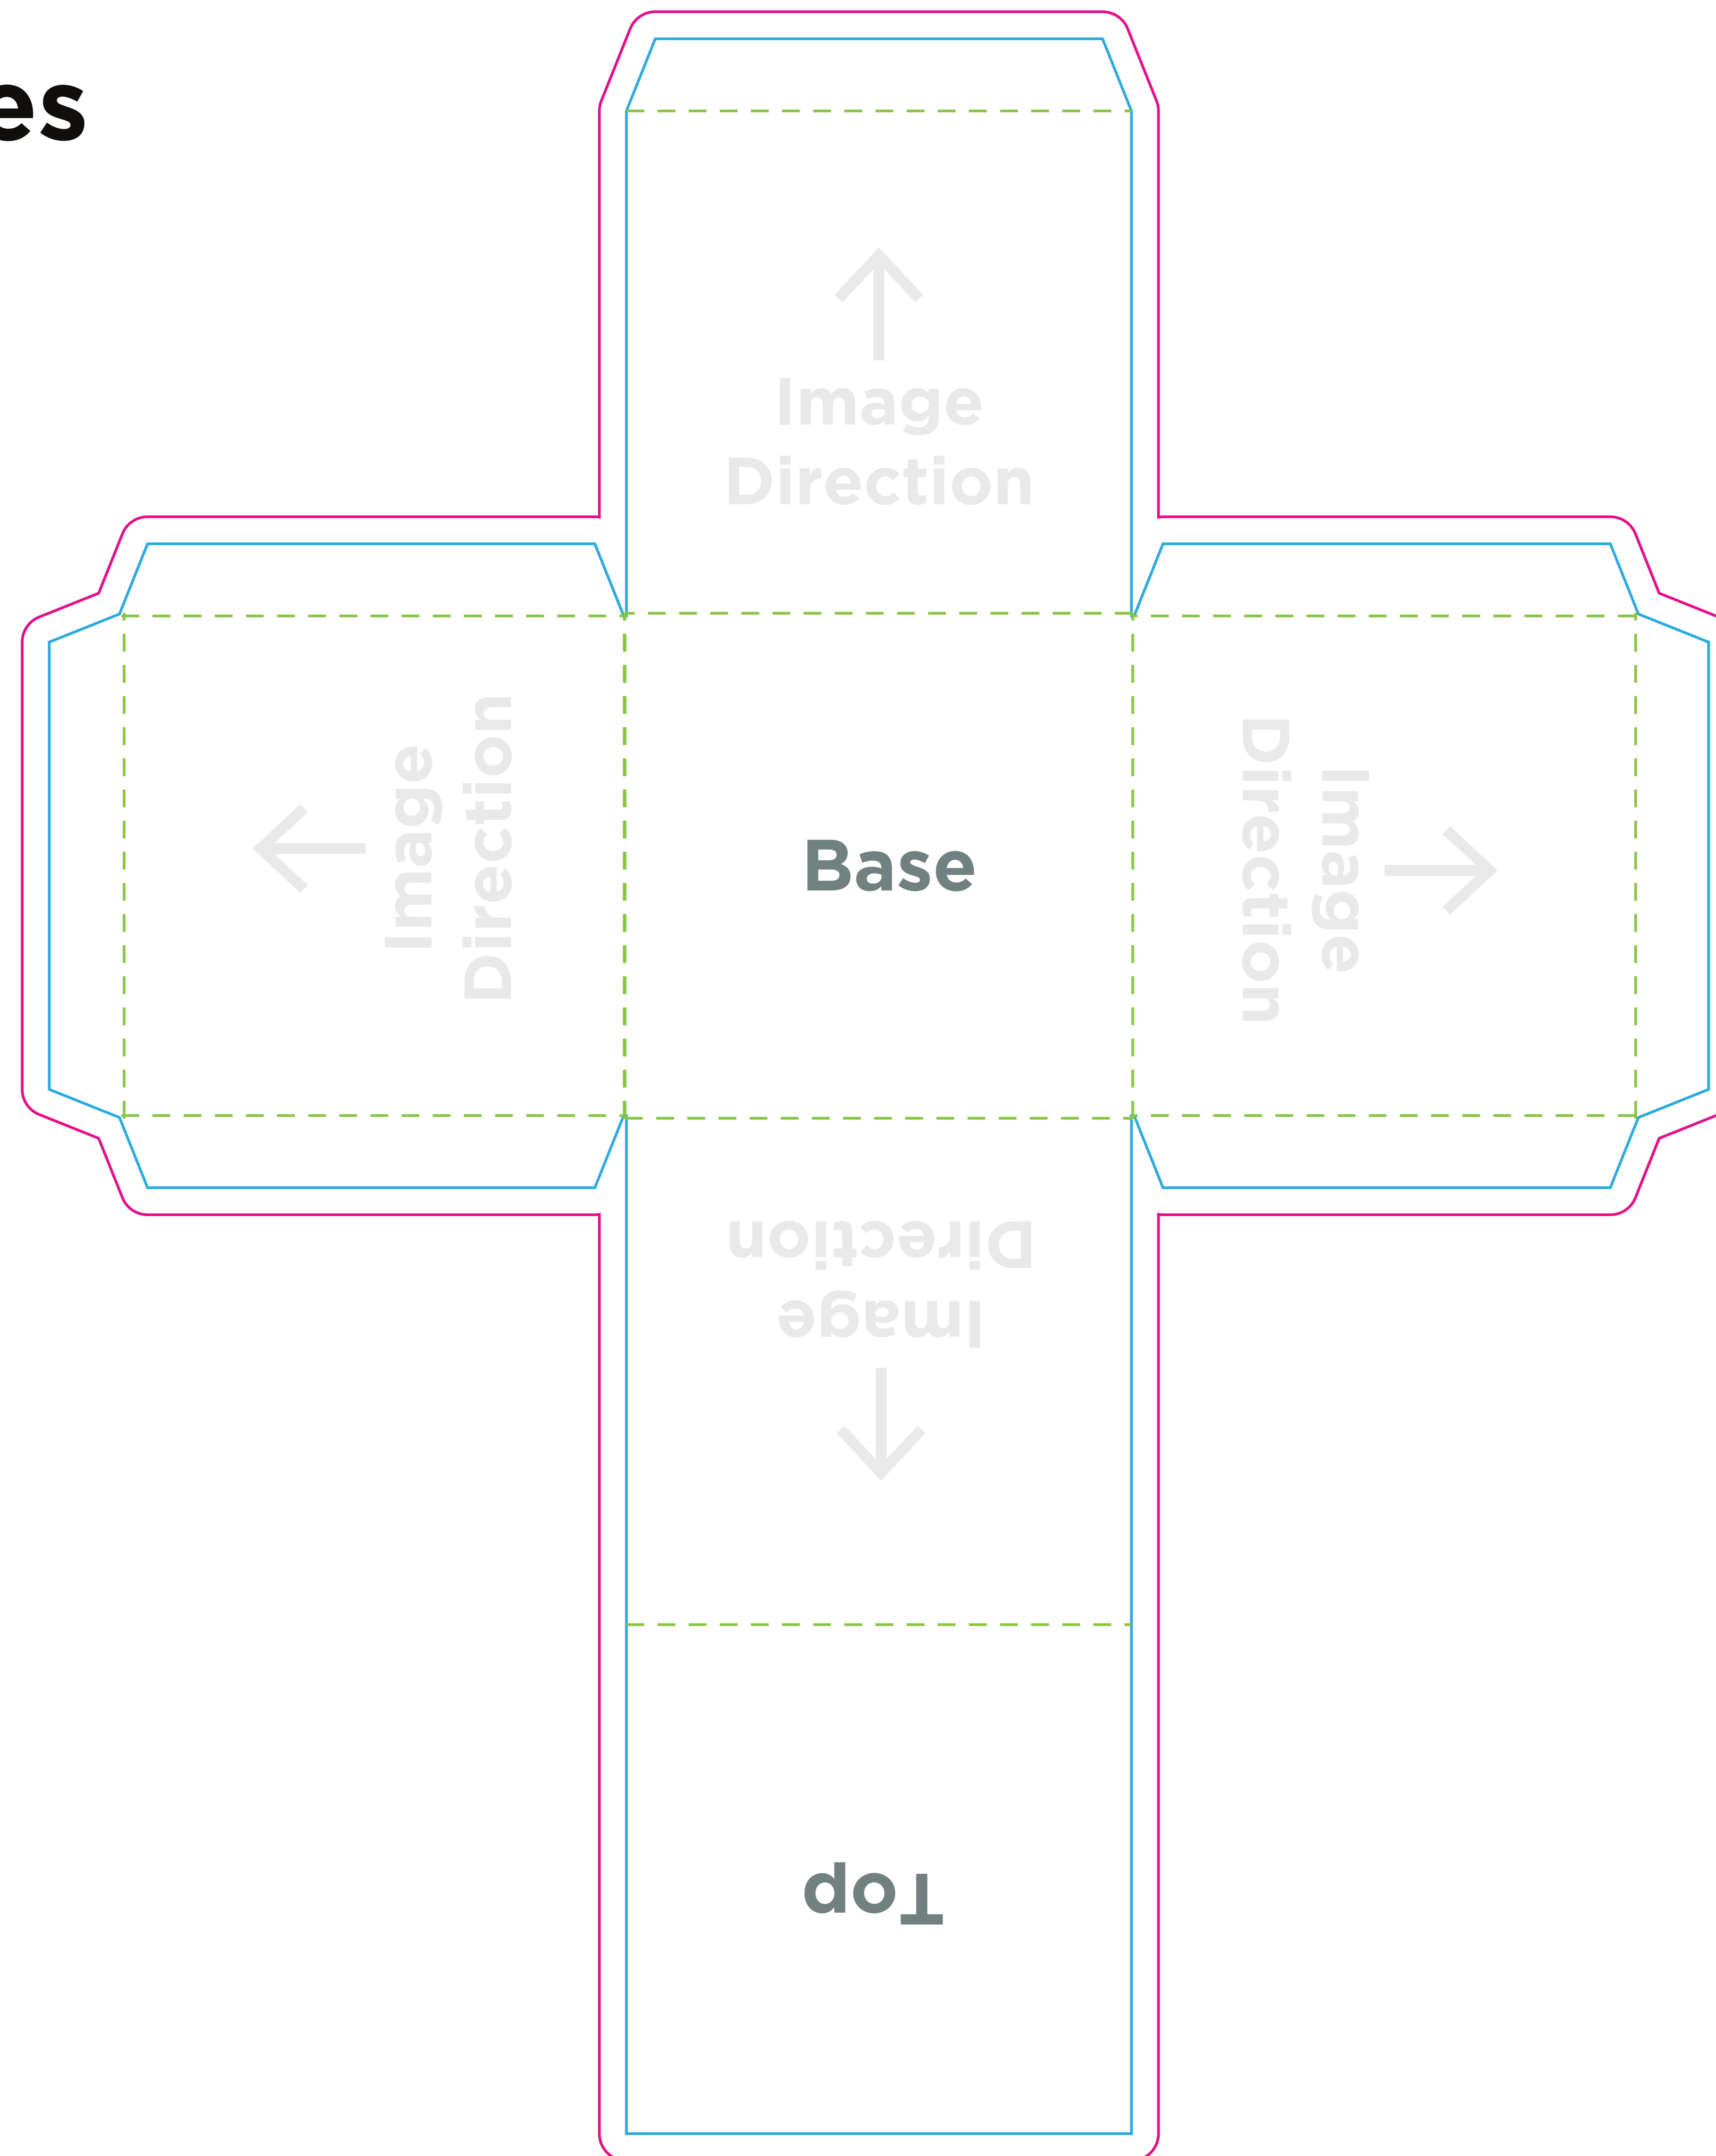 es
Image
Direction
Image
Direction
Base
Image
Direction
Image
Direction
Top